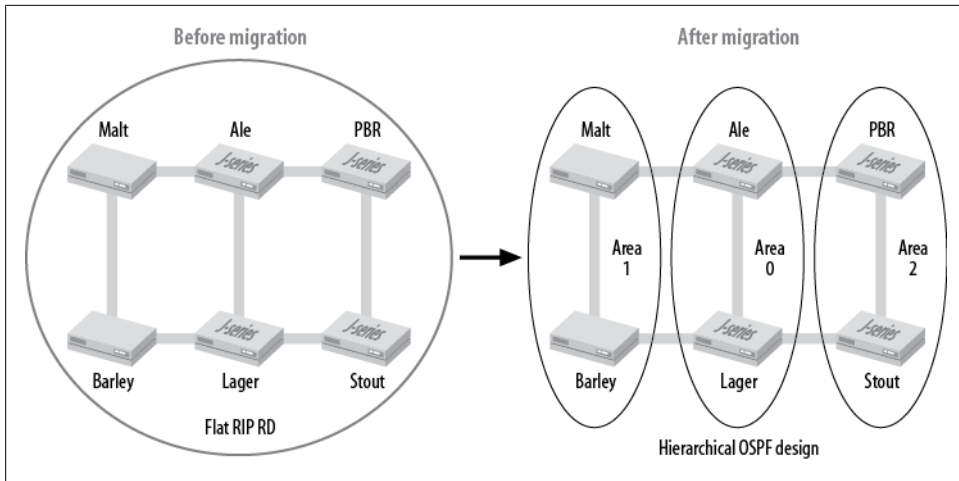 Before migration
Malt Ale PBR
J-series J-series
Barley Lager Stout
J-series J-series
Flat RIP RD
After migration
Malt Ale PBR
J-series J-series
Area 1
Area 0
Area 2
J-series J-series
Barley Lager Stout
Hierarchical OSPF design